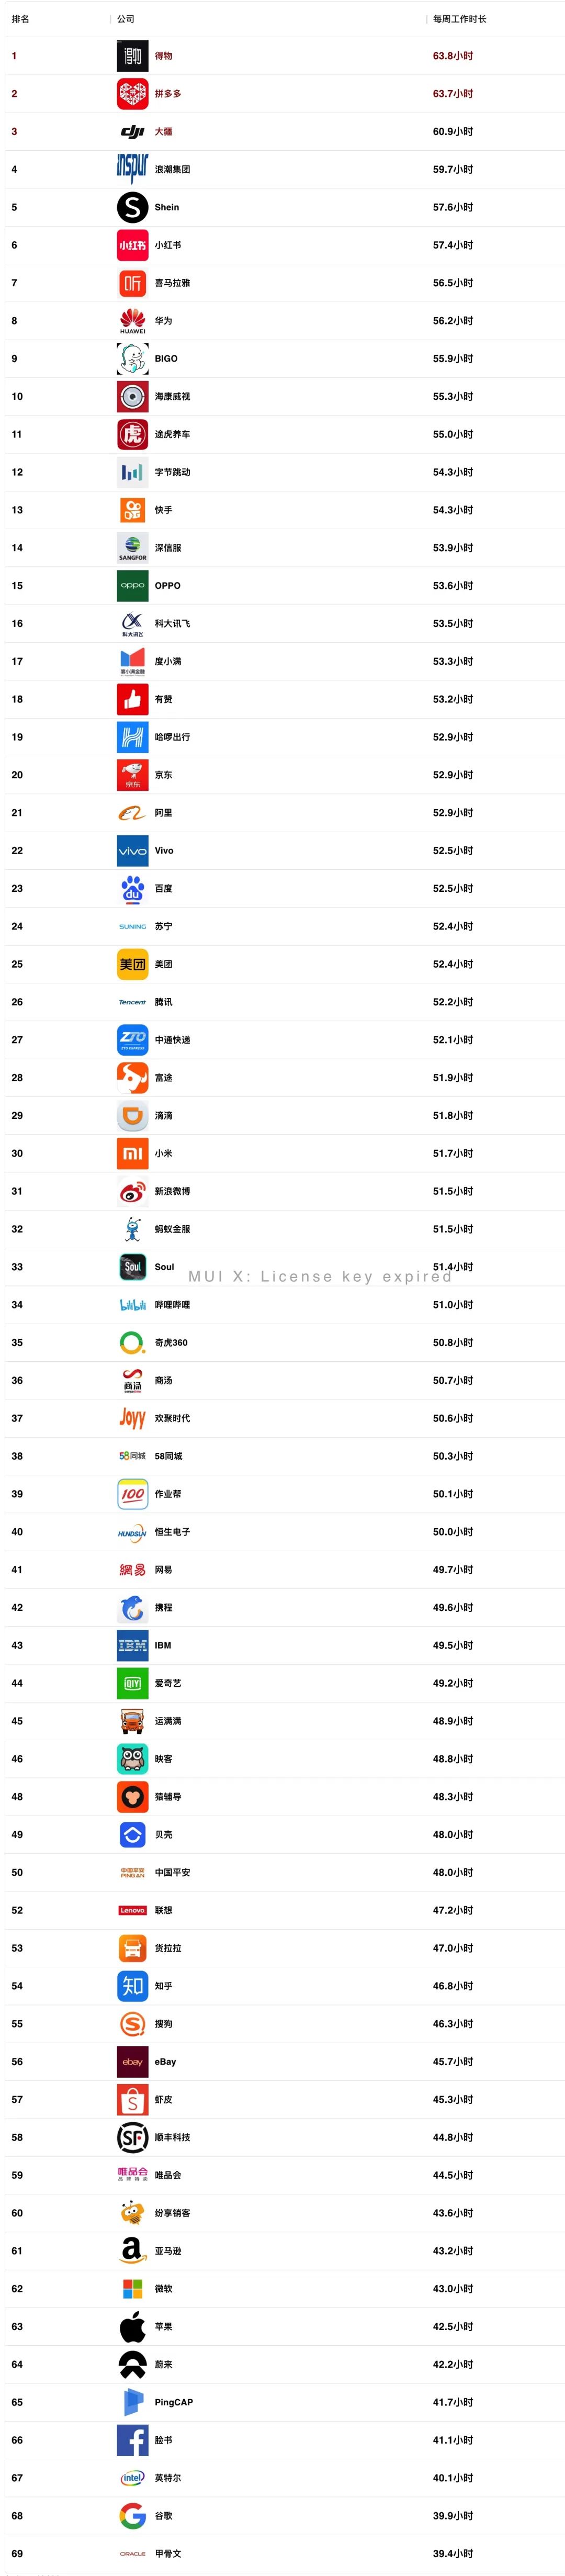 排名 公司 每周工作时长
1 得物 得物 63.8小时
2 拼多多 63.7小时
3 dji 大疆 60.9小时
4 inspur 浪潮集团 59.7小时
5 S Shein 57.6小时
6 小红书 小红书 57.4小时
7 听 喜马拉雅 56.5小时
8 HUAWEI 华为 56.2小时
9 BIGO 55.9小时
10 海康威视 55.3小时
11 虎 途虎养车 55.0小时
12 字节跳动 54.3小时
13 快手 54.3小时
14 SANGFOR 深信服 53.9小时
15 oppo OPPO 53.6小时
16 科大讯飞 科大讯飞 53.5小时
17 度小满金融 度小满 53.3小时
18 有赞 53.2小时
19 哈啰出行 52.9小时
20 京东 京东 52.9小时
21 阿里 52.9小时
22 vivo Vivo 52.5小时
23 du 百度 52.5小时
24 SUNING 苏宁 52.4小时
25 美团 美团 52.4小时
26 Tencent 腾讯 52.2小时
27 ZTO ZTO EXPRESS 中通快递 52.1小时
28 富途 51.9小时
29 滴滴 51.8小时
30 mi 小米 51.7小时
31 新浪微博 51.5小时
32 蚂蚁金服 51.5小时
33 Soul Soul 51.4小时
MUI X: License key expired
34 bilibili 哔哩哔哩 51.0小时
35 奇虎360 50.8小时
36 商汤 商汤 50.7小时
37 Joyy 欢聚时代 50.6小时
38 58同城 58同城 50.3小时
39 100 作业帮 50.1小时
40 HUNDSUN 恒生电子 50.0小时
41 網易 网易 49.7小时
42 携程 49.6小时
43 IBM IBM 49.5小时
44 iQIYI 爱奇艺 49.2小时
45 运满满 48.9小时
46 映客 48.8小时
48 猿辅导 48.3小时
49 贝壳 48.0小时
50 中国平安 PINGAN 中国平安 48.0小时
52 Lenovo 联想 47.2小时
53 货拉拉 47.0小时
54 知 知乎 46.8小时
55 S 搜狗 46.3小时
56 ebay eBay 45.7小时
57 S 虾皮 45.3小时
58 SF 顺丰科技 44.8小时
59 唯品会 品牌特卖 唯品会 44.5小时
60 纷享销客 43.6小时
61 a 亚马逊 43.2小时
62 微软 43.0小时
63 苹果 42.5小时
64 蔚来 42.2小时
65 PingCAP 41.7小时
66 f 脸书 41.1小时
67 intel 英特尔 40.1小时
68 G 谷歌 39.9小时
69 ORACLE 甲骨文 39.4小时